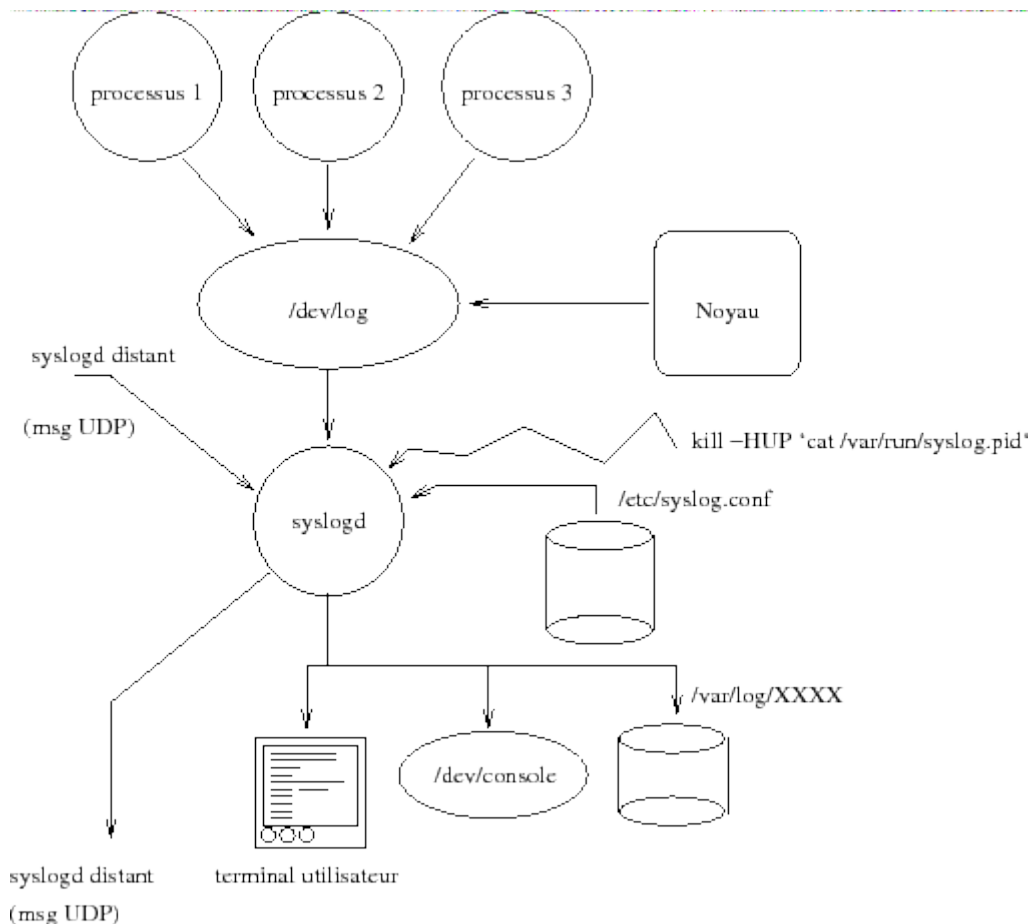 processus 1
processus 2
processus 3
/dev/log
Noyau
syslogd distant
(msg UDP)
kill –HUP ‘cat /var/run/syslog.pid‘
/etc/syslog.conf
syslogd
/var/log/XXXX
/dev/console
syslogd distant
terminal utilisateur
(msg UDP)